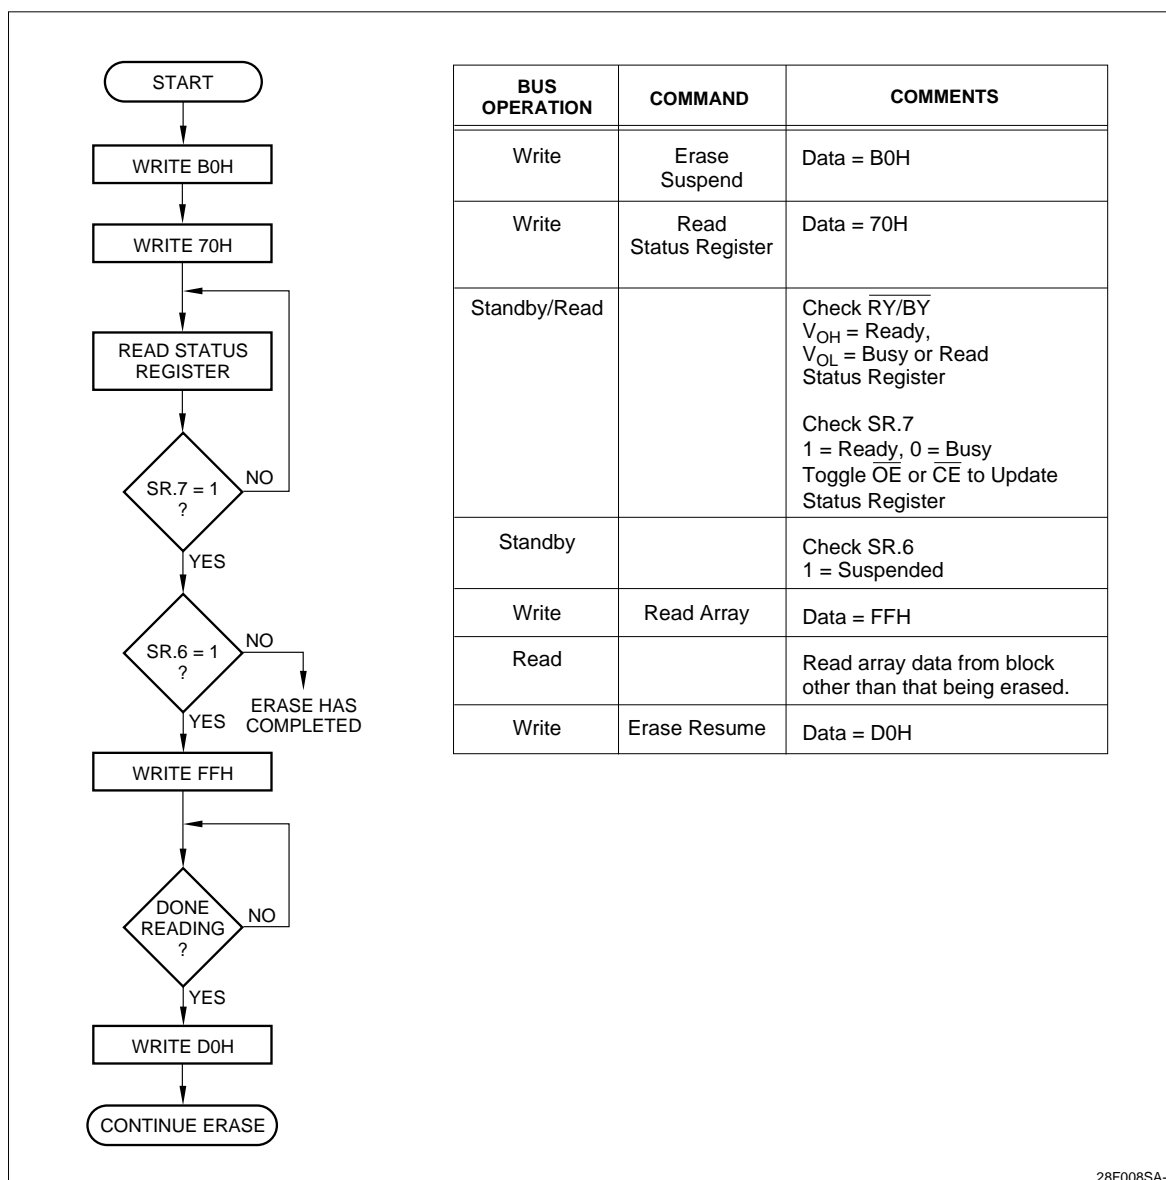 START
WRITE B0H
WRITE 70H
READ STATUS
REGISTER
SR.7 = 1
?
NO
YES
SR.6 = 1
?
NO
ERASE HAS
COMPLETED
YES
WRITE FFH
DONE
READING
?
NO
YES
WRITE D0H
CONTINUE ERASE
BUS
OPERATION
COMMAND
COMMENTS
Write
Erase
Suspend
Data = B0H
Write
Read
Status Register
Data = 70H
Standby/Read
Check RY/BY
VOH = Ready,
VOL = Busy or Read
Status Register
Check SR.7
1 = Ready, 0 = Busy
Toggle OE or CE to Update
Status Register
Standby
Check SR.6
1 = Suspended
Write
Read Array
Data = FFH
Read
Read array data from block
other than that being erased.
Write
Erase Resume
Data = D0H
28F008SA-